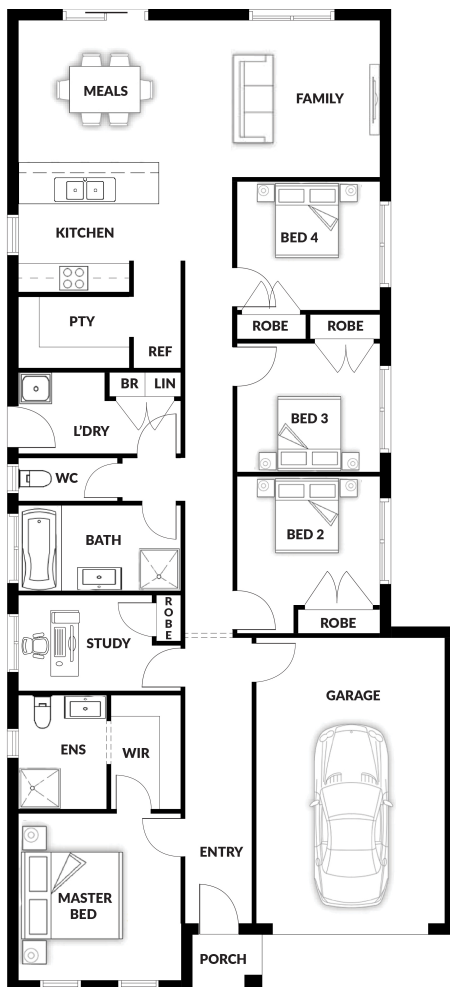 MEALS
FAMILY
KITCHEN
BED 4
PTY
ROBE
ROBE
REF
BR
LIN
L'DRY
BED 3
WC
BATH
BED 2
ROBE
ROBE
STUDY
GARAGE
ENS
WIR
ENTRY
MASTER
BED
PORCH